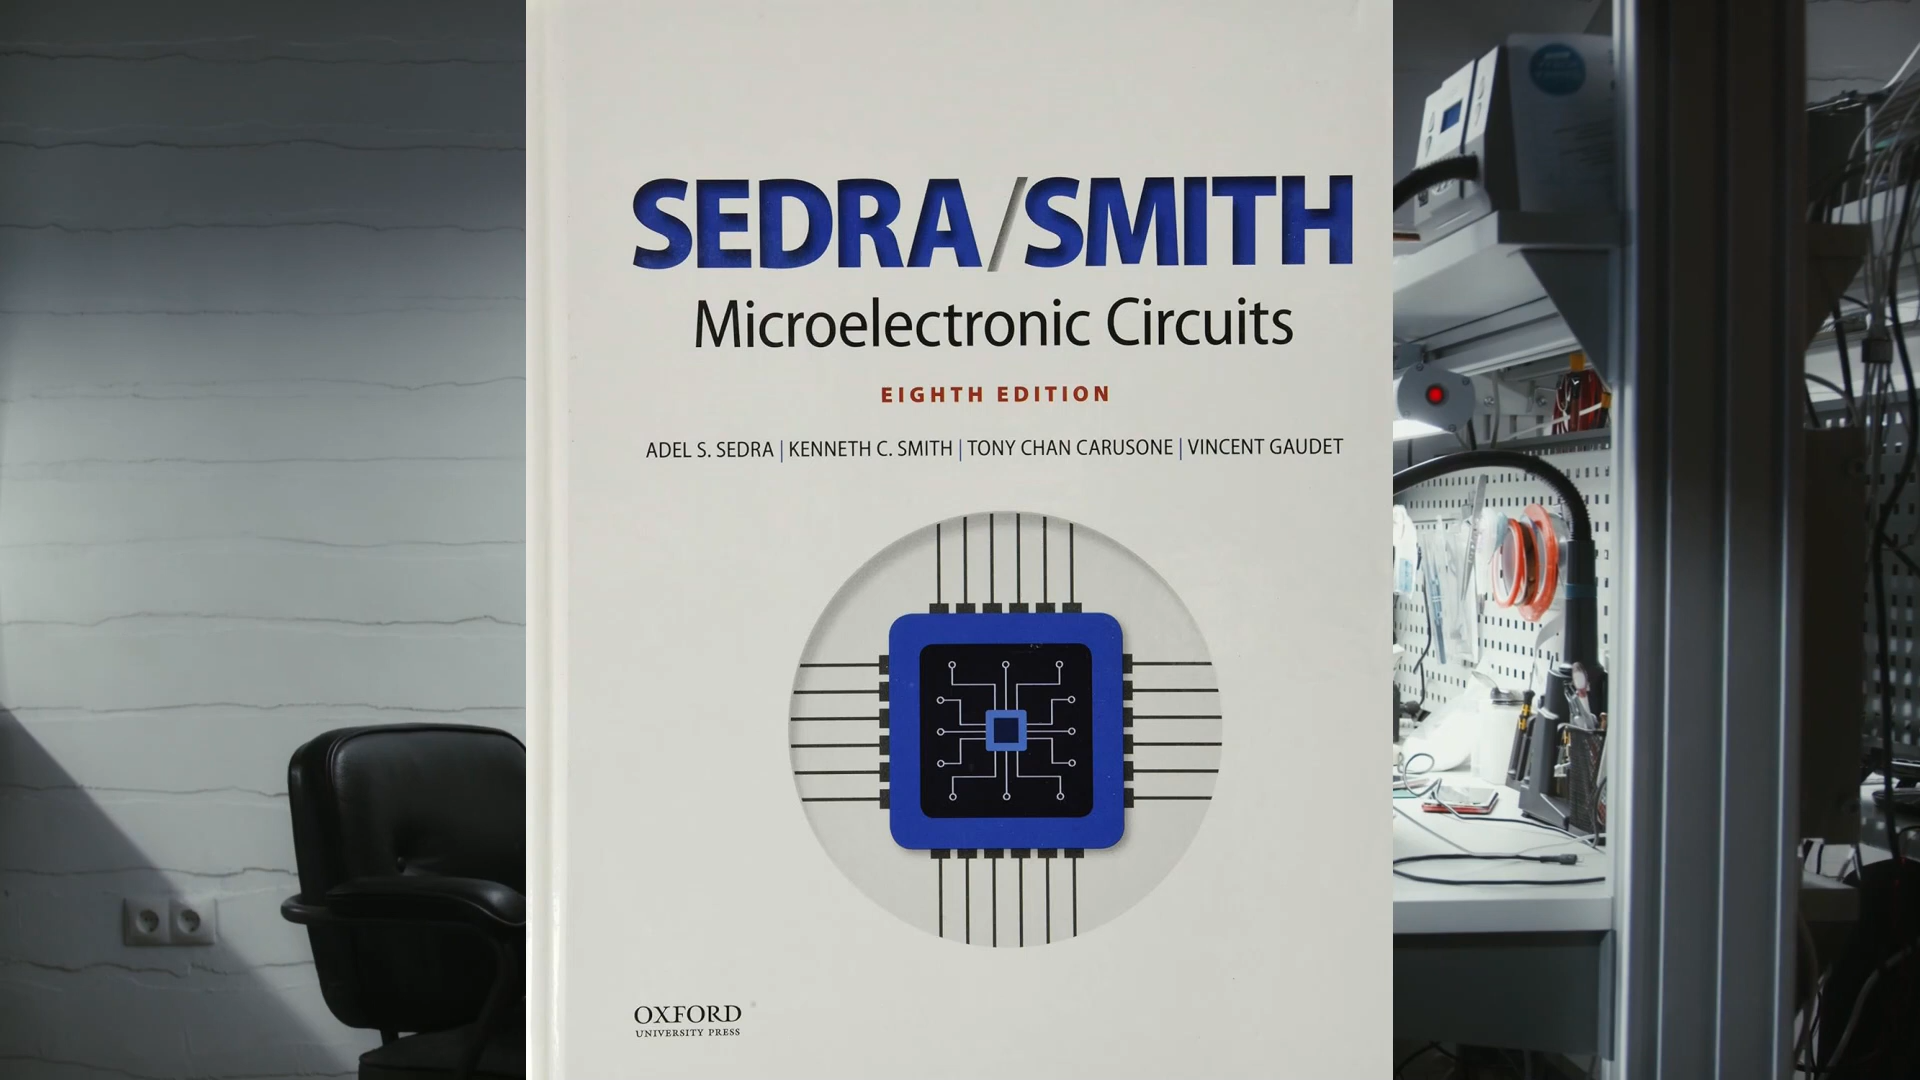 SEDRA/SMITH
Microelectronic Circuits
EIGHTH EDITION
ADEL S. SEDRA | KENNETH C. SMITH | TONY CHAN CARUSONE | VINCENT GAUDET
OXFORD
UNIVERSITY PRESS